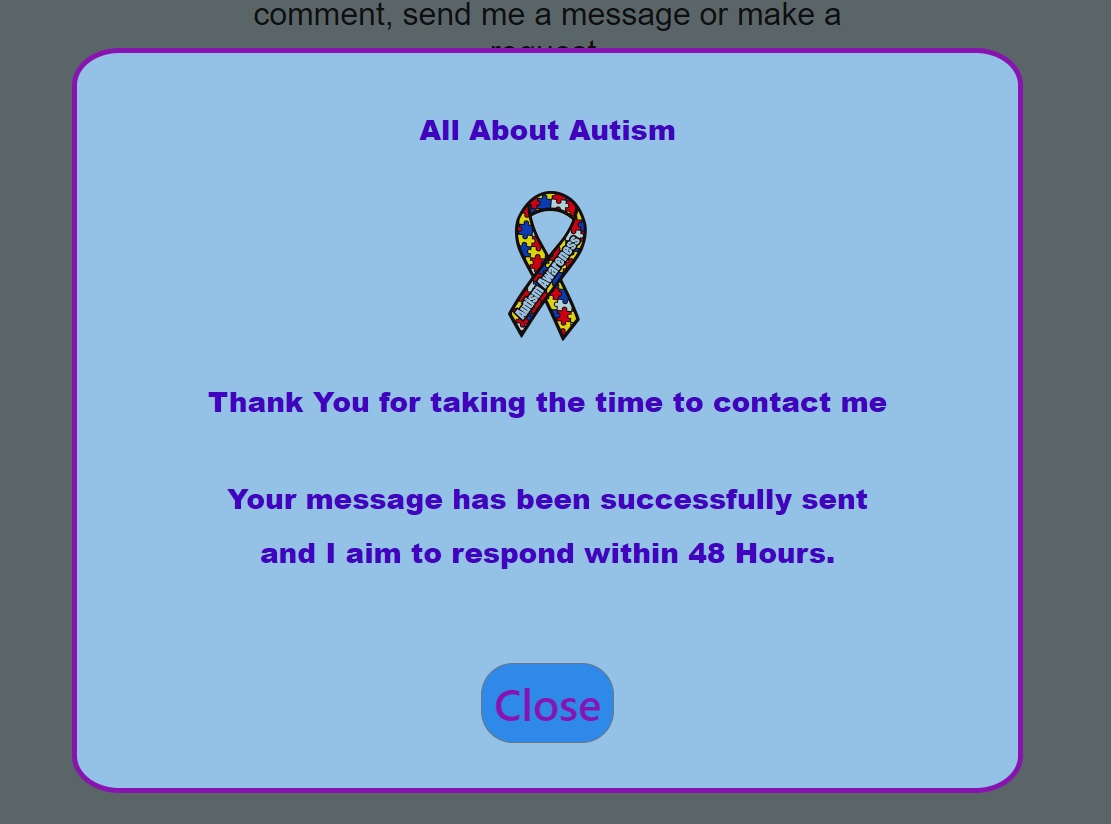 comment, send me a message or make a
request
All About Autism
Autism Awareness
Thank You for taking the time to contact me
Your message has been successfully sent
and I aim to respond within 48 Hours.
Close